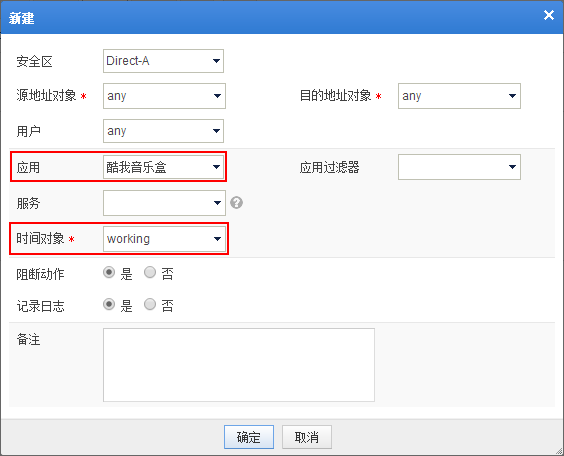 新建
安全区 Direct-A
源地址对象 * any 目的地址对象 * any
用户 any
应用 酷我音乐盒 应用过滤器
服务 ?
时间对象 * working
阻断动作 是 否
记录日志 是 否
备注
确定 取消